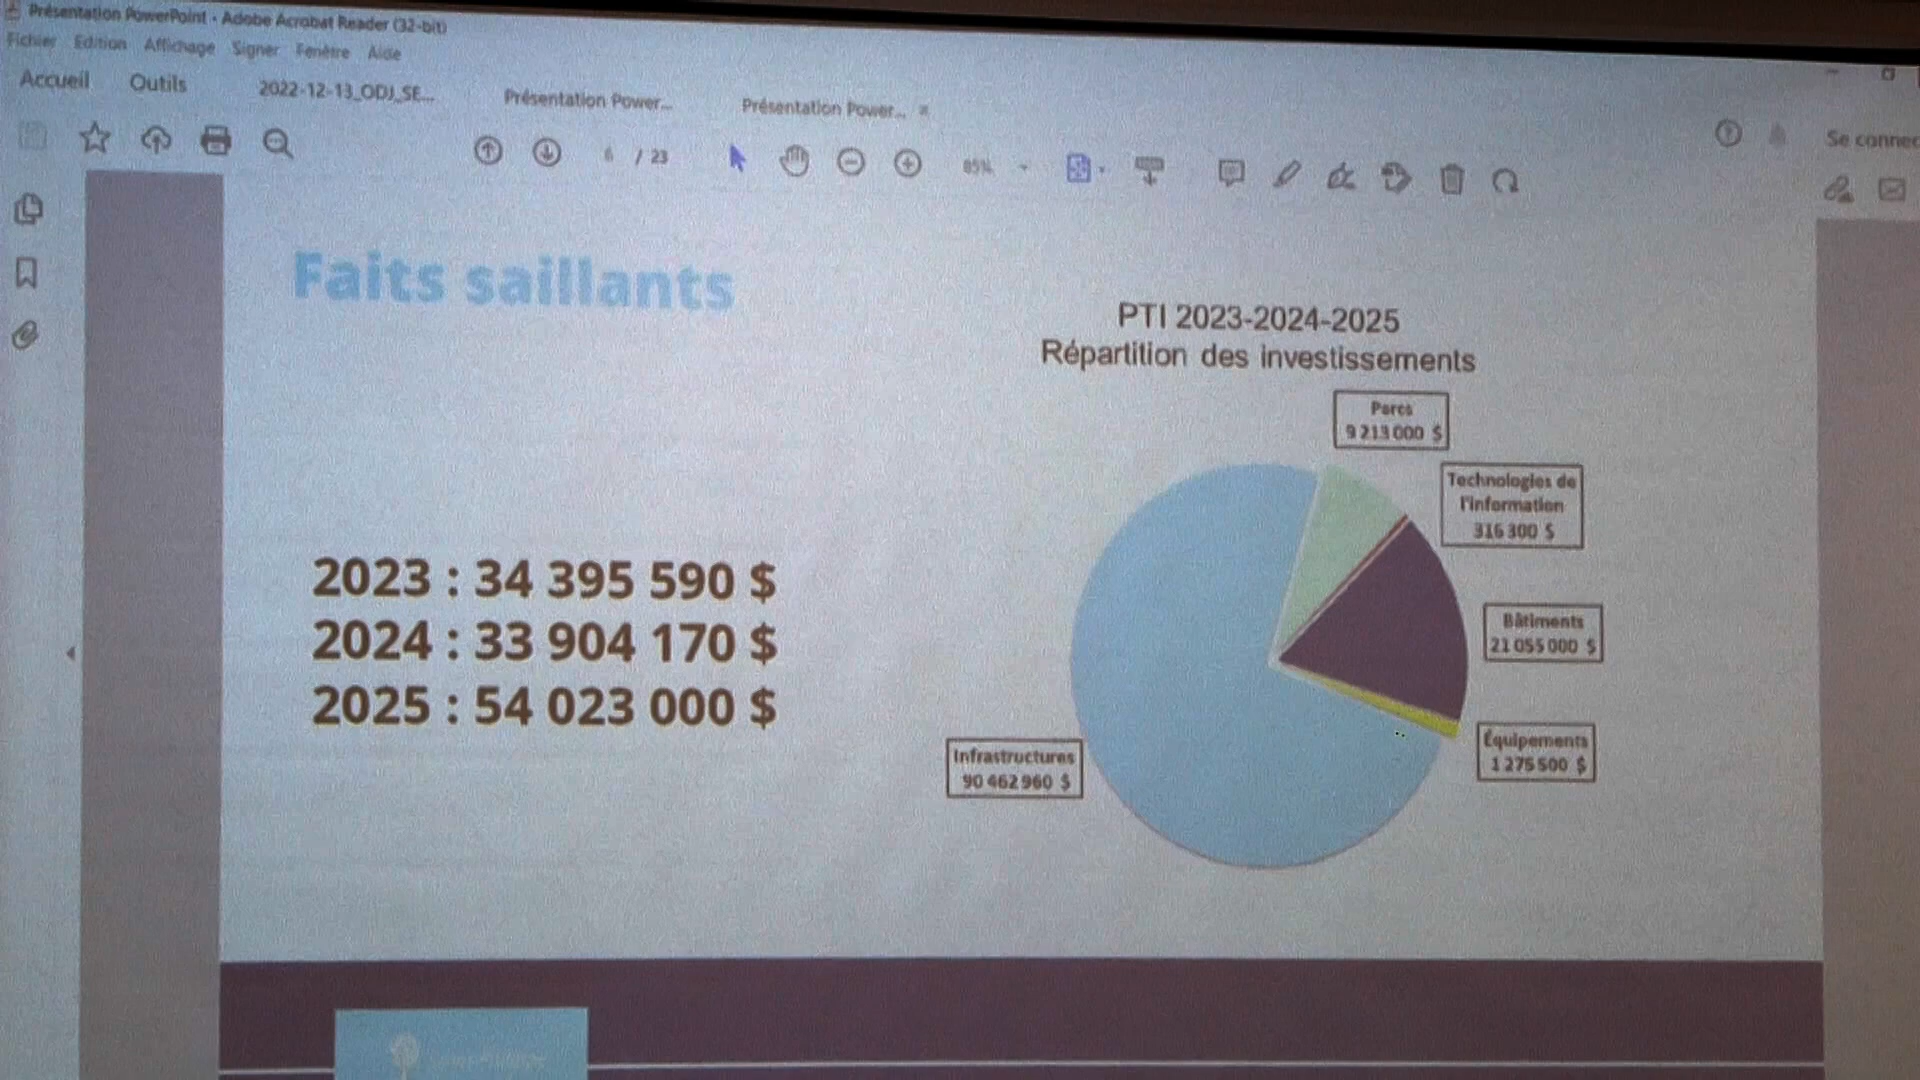 Présentation PowerPoint - Adobe Acrobat Reader (32-bit)
Fichier Edition Affichage Signer Fenêtre Aide
Accueil Outils 2022-12-13_ODJ_SE... Présentation Power... Présentation Power... ×
6 / 23 85% Se connec
Faits saillants
PTI 2023-2024-2025
Répartition des investissements
Parcs
9 213 000 $
Technologies de
l'information
316 300 $
2023 : 34 395 590 $
2024 : 33 904 170 $
2025 : 54 023 000 $
Bâtiments
21 055 000 $
Équipements
1 275 500 $
Infrastructures
90 462 960 $